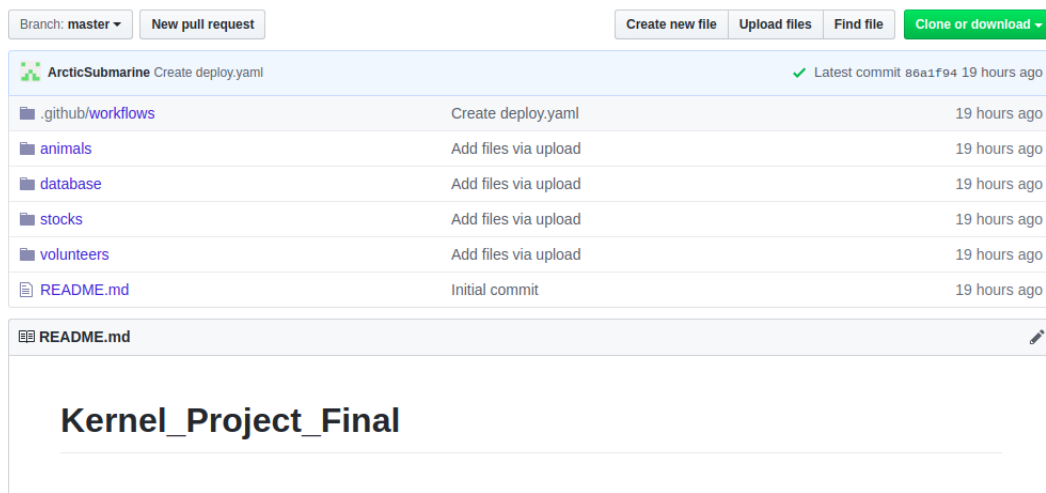 Branch: master New pull request Create new file Upload files Find file Clone or download
ArcticSubmarine Create deploy.yaml Latest commit 86a1f94 19 hours ago
.github/workflows Create deploy.yaml 19 hours ago
animals Add files via upload 19 hours ago
database Add files via upload 19 hours ago
stocks Add files via upload 19 hours ago
volunteers Add files via upload 19 hours ago
README.md Initial commit 19 hours ago
README.md
Kernel_Project_Final